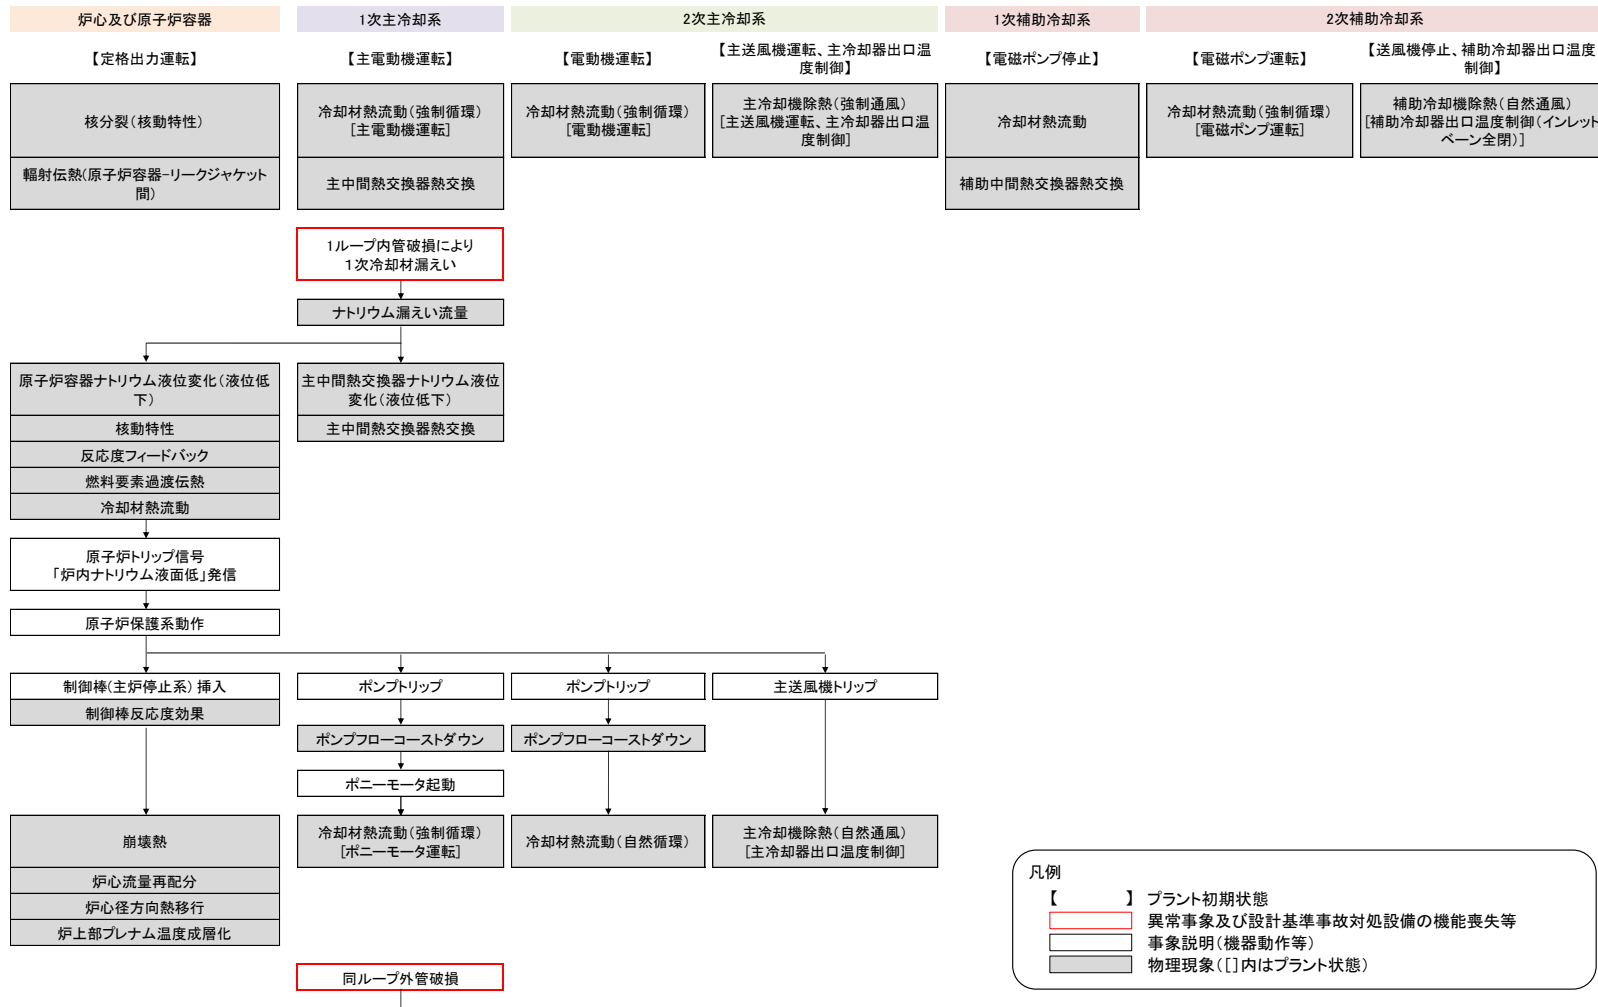 炉心及び原子炉容器
1次主冷却系
2次主冷却系
1次補助冷却系
2次補助冷却系
【定格出力運転】
【主電動機運転】
【電動機運転】
【主送風機運転、主冷却器出口温
度制御】
【電磁ポンプ停止】
【電磁ポンプ運転】
【送風機停止、補助冷却器出口温度
制御】
核分裂(核動特性)
冷却材熱流動(強制循環)
[主電動機運転]
冷却材熱流動(強制循環)
[電動機運転]
主冷却機除熱(強制通風)
[主送風機運転、主冷却器出口温
度制御]
冷却材熱流動
冷却材熱流動(強制循環)
[電磁ポンプ運転]
補助冷却機除熱(自然通風)
[補助冷却器出口温度制御(インレット
ベーン全閉)]
輻射伝熱(原子炉容器-リークジャケット
間)
主中間熱交換器熱交換
補助中間熱交換器熱交換
1ループ内管破損により
1次冷却材漏えい
ナトリウム漏えい流量
原子炉容器ナトリウム液位変化(液位低
下)
主中間熱交換器ナトリウム液位
変化(液位低下)
核動特性
主中間熱交換器熱交換
反応度フィードバック
燃料要素過渡伝熱
冷却材熱流動
原子炉トリップ信号
「炉内ナトリウム液面低」発信
原子炉保護系動作
制御棒(主炉停止系)挿入
ポンプトリップ
ポンプトリップ
主送風機トリップ
制御棒反応度効果
ポンプフローコーストダウン
ポンプフローコーストダウン
ポニーモータ起動
崩壊熱
冷却材熱流動(強制循環)
[ポニーモータ運転]
冷却材熱流動(自然循環)
主冷却機除熱(自然通風)
[主冷却器出口温度制御]
炉心流量再配分
炉心径方向熱移行
炉上部プレナム温度成層化
同ループ外管破損
凡例
【 】 プラント初期状態
異常事象及び設計基準事故対処設備の機能喪失等
事象説明(機器動作等)
物理現象([]内はプラント状態)